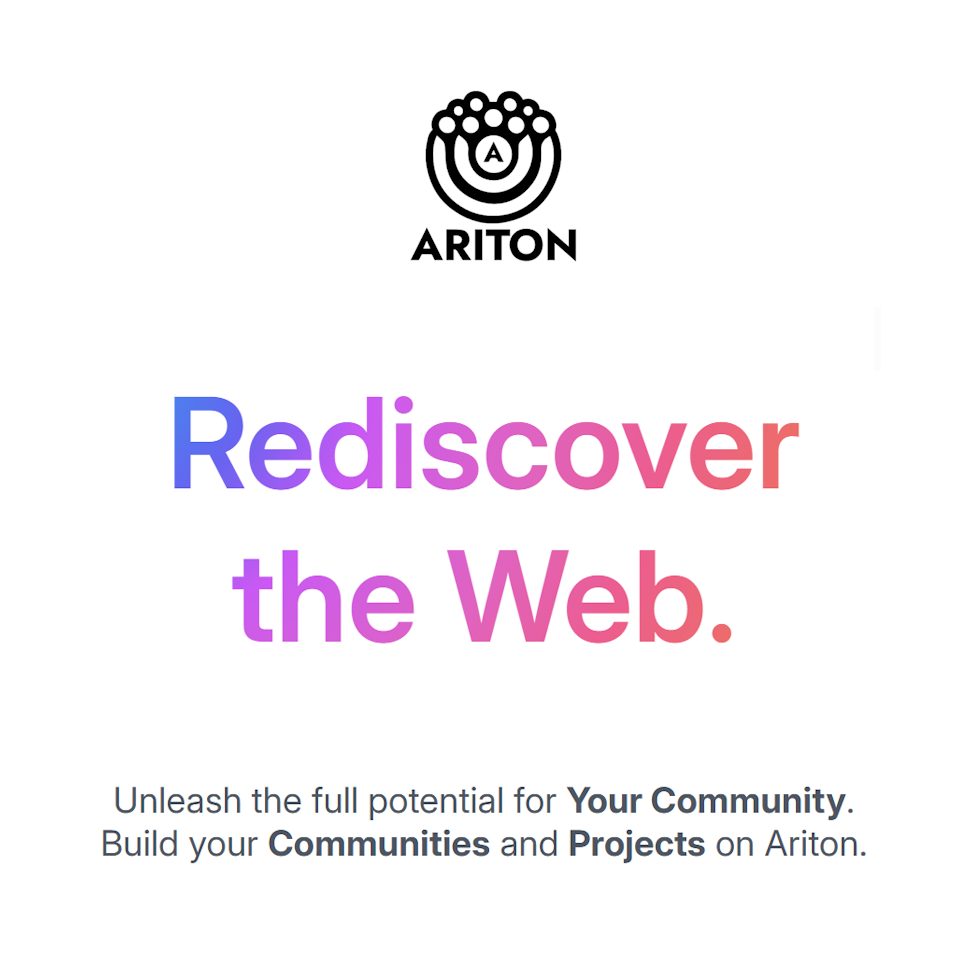 A
ARITON
Rediscover
the Web.
Unleash the full potential for Your Community.
Build your Communities and Projects on Ariton.